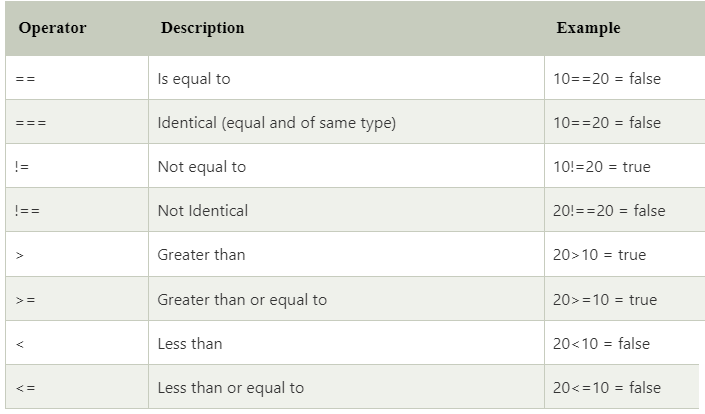 Operator Description Example
== Is equal to 10==20 = false
=== Identical (equal and of same type) 10==20 = false
!= Not equal to 10!=20 = true
!== Not Identical 20!==20 = false
> Greater than 20>10 = true
>= Greater than or equal to 20>=10 = true
< Less than 20<10 = false
<= Less than or equal to 20<=10 = false